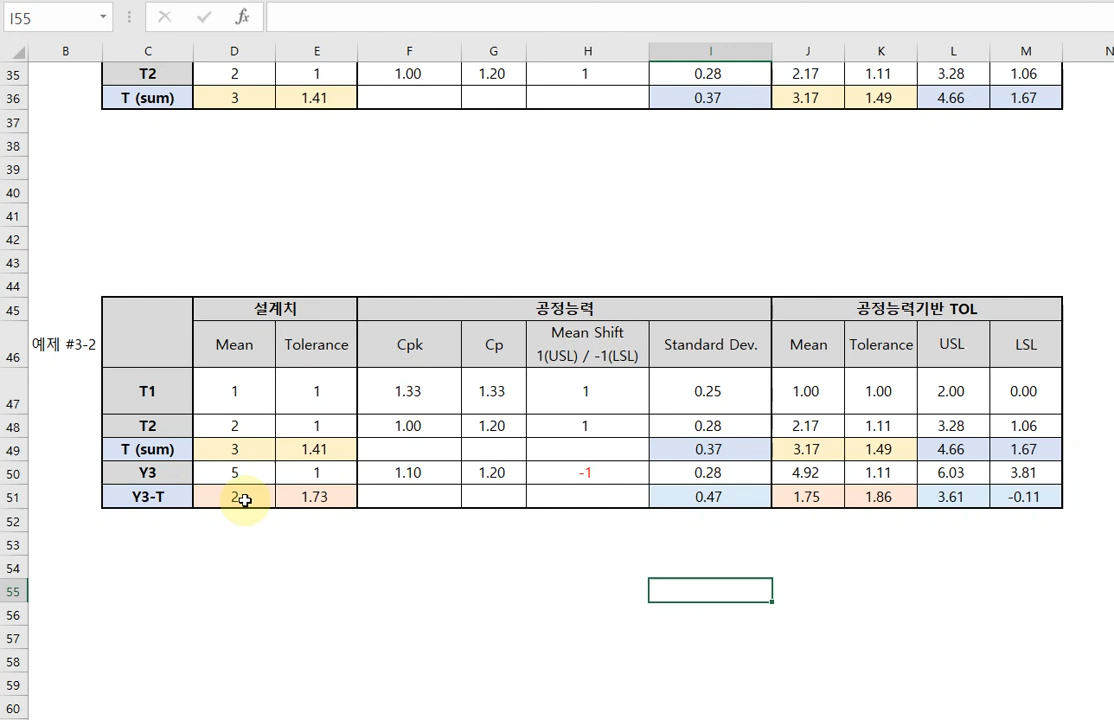 I55
fx
B C D E F G H I J K L M N
35 T2 2 1 1.00 1.20 1 0.28 2.17 1.11 3.28 1.06
36 T (sum) 3 1.41 0.37 3.17 1.49 4.66 1.67
37
38
39
40
41
42
43
44
45 설계치 공정능력 공정능력기반 TOL
46 예제 #3-2 Mean Tolerance Cpk Cp Mean Shift Standard Dev. Mean Tolerance USL LSL
1(USL) / -1(LSL)
47 T1 1 1 1.33 1.33 1 0.25 1.00 1.00 2.00 0.00
48 T2 2 1 1.00 1.20 1 0.28 2.17 1.11 3.28 1.06
49 T (sum) 3 1.41 0.37 3.17 1.49 4.66 1.67
50 Y3 5 1 1.10 1.20 -1 0.28 4.92 1.11 6.03 3.81
51 Y3-T 2 1.73 0.47 1.75 1.86 3.61 -0.11
52
53
54
55
56
57
58
59
60